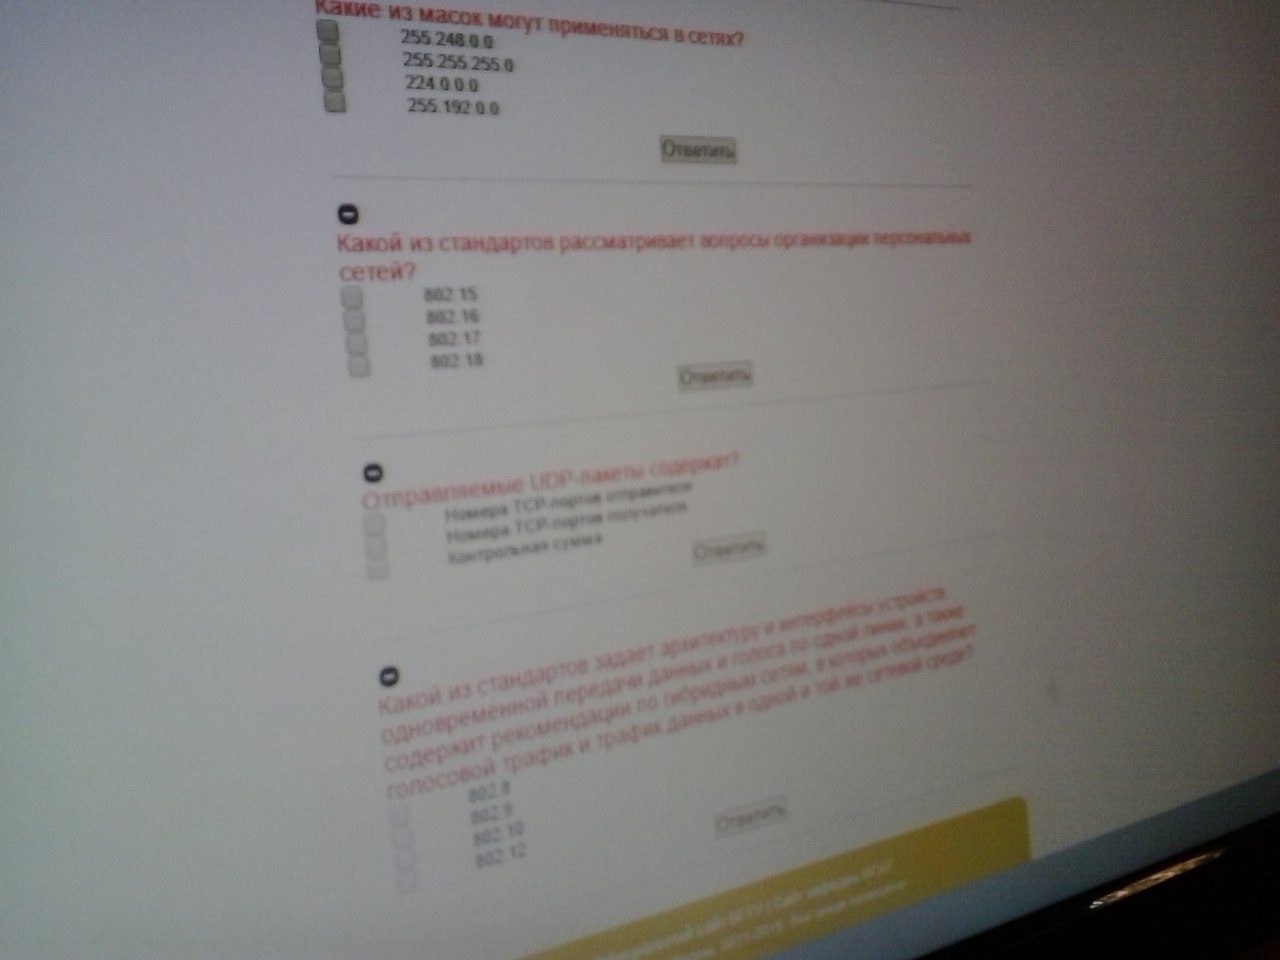 Какие из масок могут применяться в сетях?
255.248.0.0
255.255.255.0
224.0.0.0
255.192.0.0
Ответить
0
Какой из стандартов рассматривает вопросы организации персональных
сетей?
802.15
802.16
802.17
802.18
Ответить
0
Отправляемые UDP-пакеты содержат?
Номера TCP-портов отправителя
Номера TCP-портов получателя
Контрольная сумма
Ответить
0
Какой из стандартов задает архитектуру и интерфейсы устройств
одновременной передачи данных и голоса по одной линии, а также
содержит рекомендации по гибридным сетям, в которых объединяют
голосовой трафик и трафик данных в одной и той же сетевой среде?
802.8
802.9
802.10
802.12
Ответить